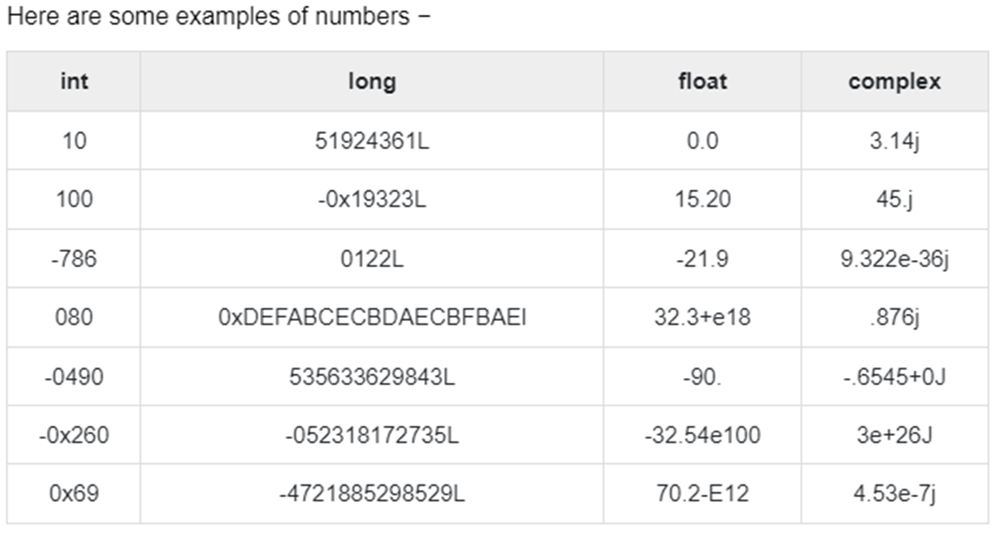 Here are some examples of numbers −
int long float complex
10 51924361L 0.0 3.14j
100 -0x19323L 15.20 45.j
-786 0122L -21.9 9.322e-36j
080 0xDEFABCECBDAECBFBAEl 32.3+e18 .876j
-0490 535633629843L -90. -.6545+0J
-0x260 -052318172735L -32.54e100 3e+26J
0x69 -4721885298529L 70.2-E12 4.53e-7j